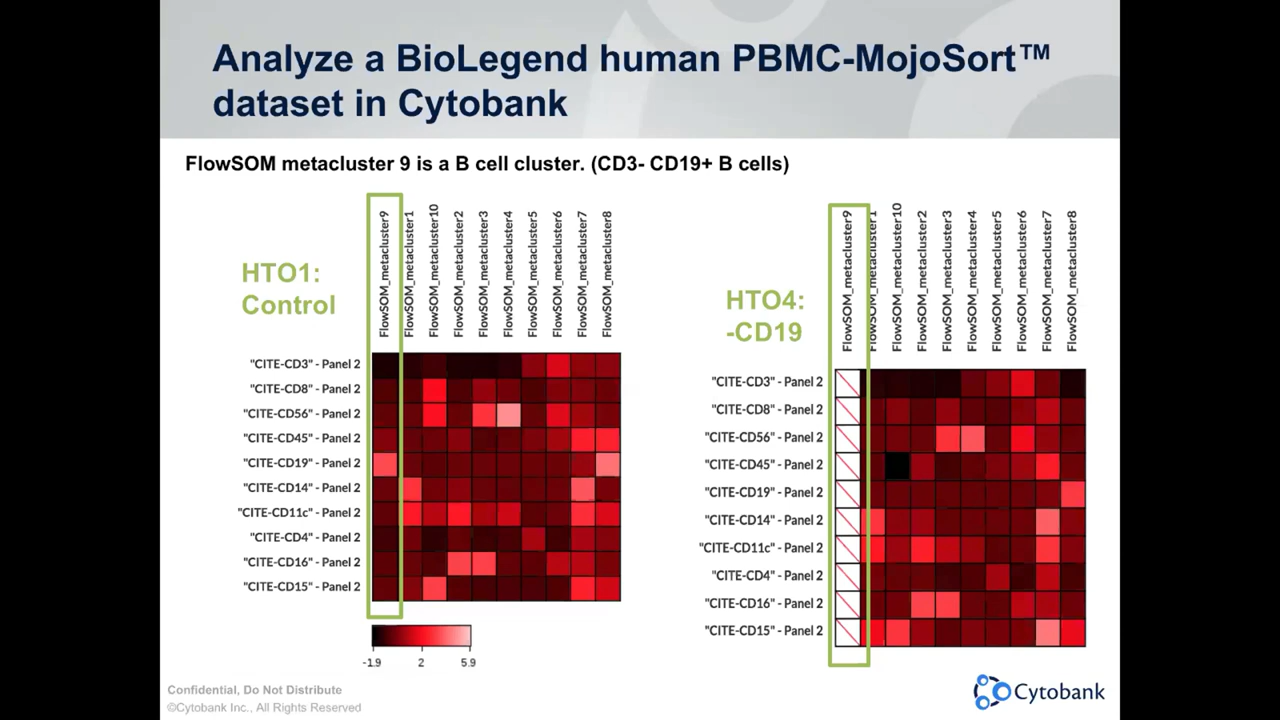 Analyze a BioLegend human PBMC-MojoSort™
dataset in Cytobank
FlowSOM metacluster 9 is a B cell cluster. (CD3- CD19+ B cells)
HTO1:
Control
FlowSOM_metacluster9
FlowSOM_metacluster1
FlowSOM_metacluster10
FlowSOM_metacluster2
FlowSOM_metacluster3
FlowSOM_metacluster4
FlowSOM_metacluster5
FlowSOM_metacluster6
FlowSOM_metacluster7
FlowSOM_metacluster8
"CITE-CD3" - Panel 2
"CITE-CD8" - Panel 2
"CITE-CD56" - Panel 2
"CITE-CD45" - Panel 2
"CITE-CD19" - Panel 2
"CITE-CD14" - Panel 2
"CITE-CD11c" - Panel 2
"CITE-CD4" - Panel 2
"CITE-CD16" - Panel 2
"CITE-CD15" - Panel 2
-1.9 2 5.9
HTO4:
-CD19
FlowSOM_metacluster9
FlowSOM_metacluster1
FlowSOM_metacluster10
FlowSOM_metacluster2
FlowSOM_metacluster3
FlowSOM_metacluster4
FlowSOM_metacluster5
FlowSOM_metacluster6
FlowSOM_metacluster7
FlowSOM_metacluster8
"CITE-CD3" - Panel 2
"CITE-CD8" - Panel 2
"CITE-CD56" - Panel 2
"CITE-CD45" - Panel 2
"CITE-CD19" - Panel 2
"CITE-CD14" - Panel 2
"CITE-CD11c" - Panel 2
"CITE-CD4" - Panel 2
"CITE-CD16" - Panel 2
"CITE-CD15" - Panel 2
Confidential, Do Not Distribute
©Cytobank Inc., All Rights Reserved
Cytobank